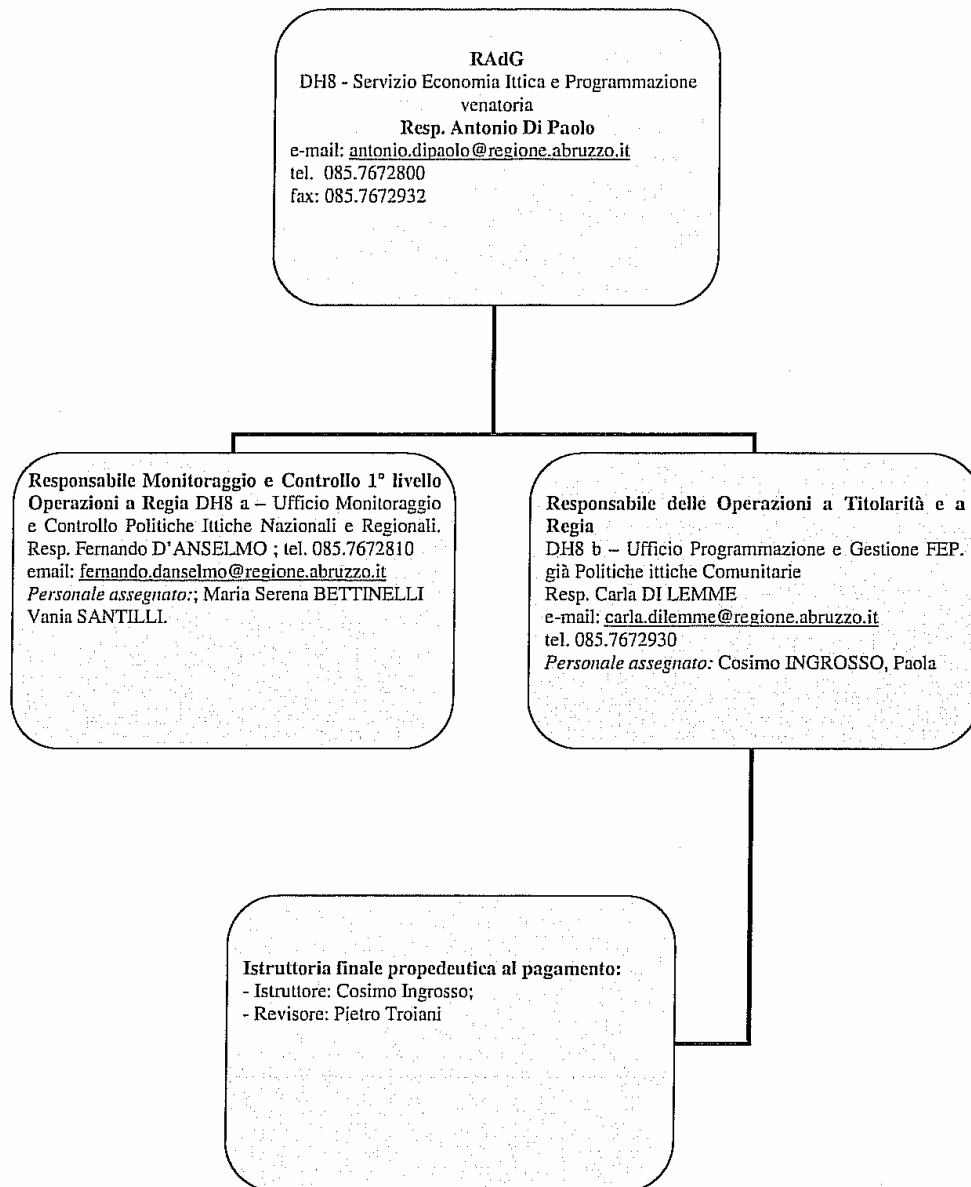 RAdG
DH8 - Servizio Economia Ittica e Programmazione
venatoria
Resp. Antonio Di Paolo
e-mail: antonio.dipaolo@regione.abruzzo.it
tel. 085.7672800
fax: 085.7672932
Responsabile Monitoraggio e Controllo 1° livello
Operazioni a Regia DH8 a – Ufficio Monitoraggio
e Controllo Politiche Ittiche Nazionali e Regionali.
Resp. Fernando D'ANSELMO ; tel. 085.7672810
email: fernando.danselmo@regione.abruzzo.it
Personale assegnato:; Maria Serena BETTINELLI
Vania SANTILLI.
Responsabile delle Operazioni a Titolarità e a
Regia
DH8 b – Ufficio Programmazione e Gestione FEP.
già Politiche ittiche Comunitarie
Resp. Carla DI LEMME
e-mail: carla.dilemme@regione.abruzzo.it
tel. 085.7672930
Personale assegnato: Cosimo INGROSSO, Paola
Istruttoria finale propedeutica al pagamento:
- Istruttore: Cosimo Ingrosso;
- Revisore: Pietro Troiani